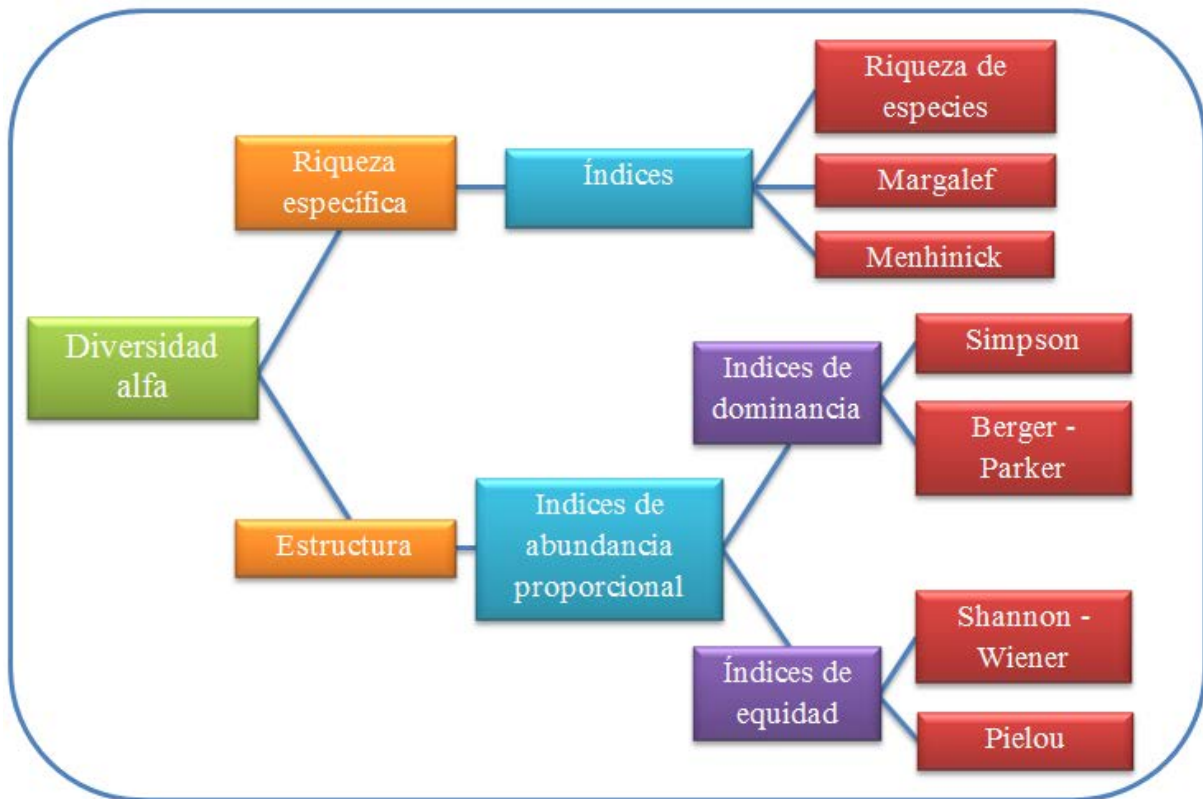 Diversidad
alfa
Riqueza
específica
Índices
Riqueza de
especies
Margalef
Menhinick
Estructura
Indices de
abundancia
proporcional
Indices de
dominancia
Simpson
Berger -
Parker
Índices de
equidad
Shannon -
Wiener
Pielou